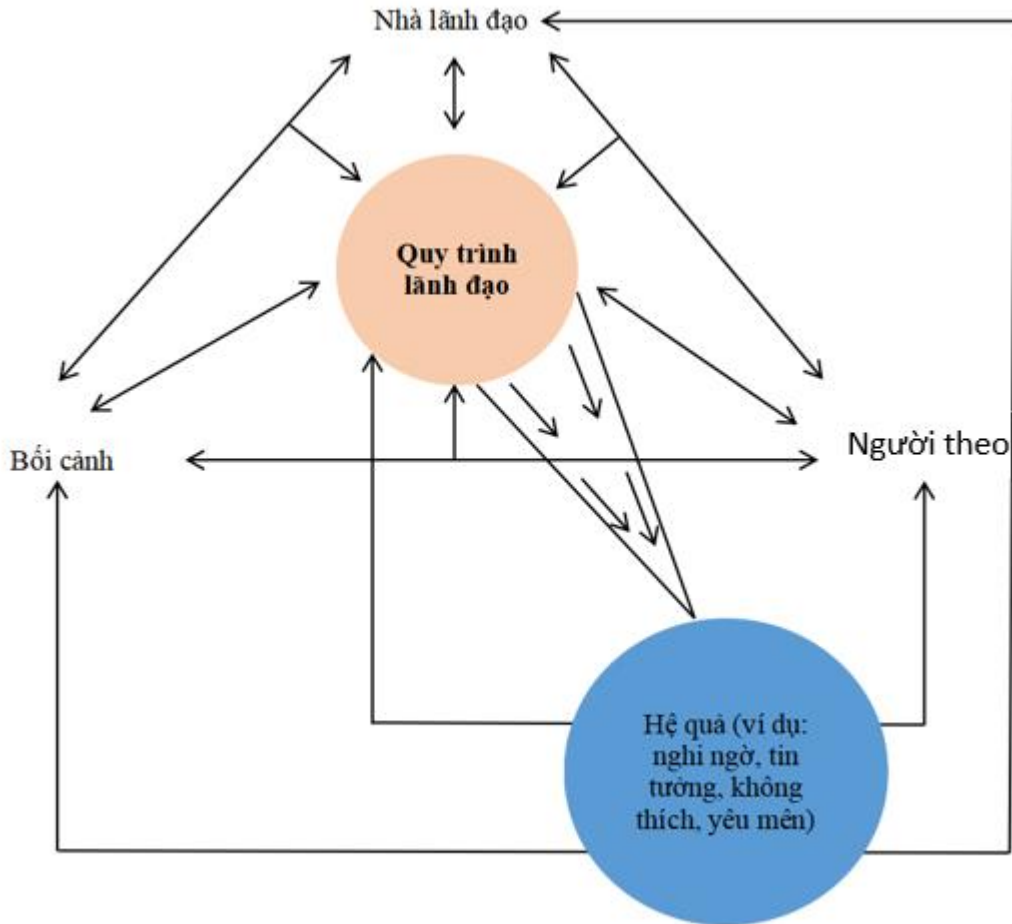 Nhà lãnh đạo
Quy trình
lãnh đạo
Bối cảnh
Người theo
Hệ quả (ví dụ:
nghi ngờ, tin
tưởng, không
thích, yêu mên)